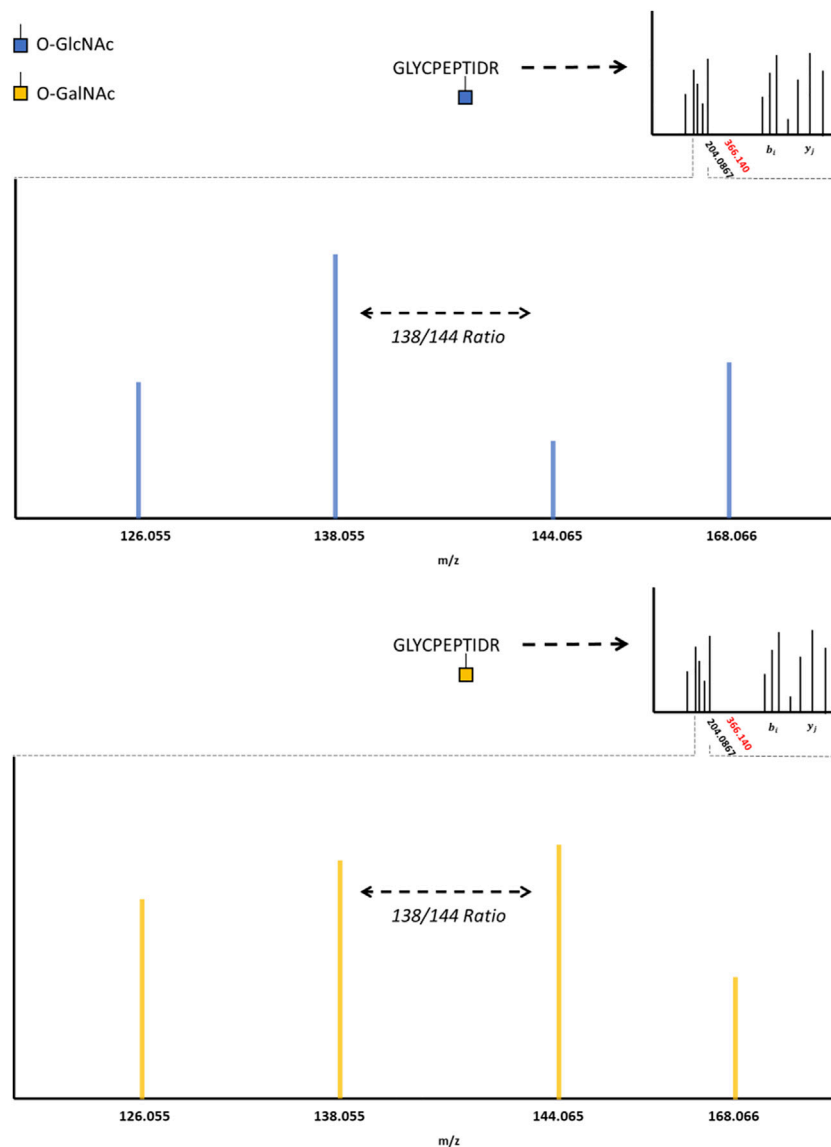 O-GlcNAc
O-GalNAc
GLYCPEPTIDR
204.0867
366.140
bi
yj
138/144 Ratio
126.055
138.055
144.065
168.066
m/z
GLYCPEPTIDR
204.0867
366.140
bi
yj
138/144 Ratio
126.055
138.055
144.065
168.066
m/z